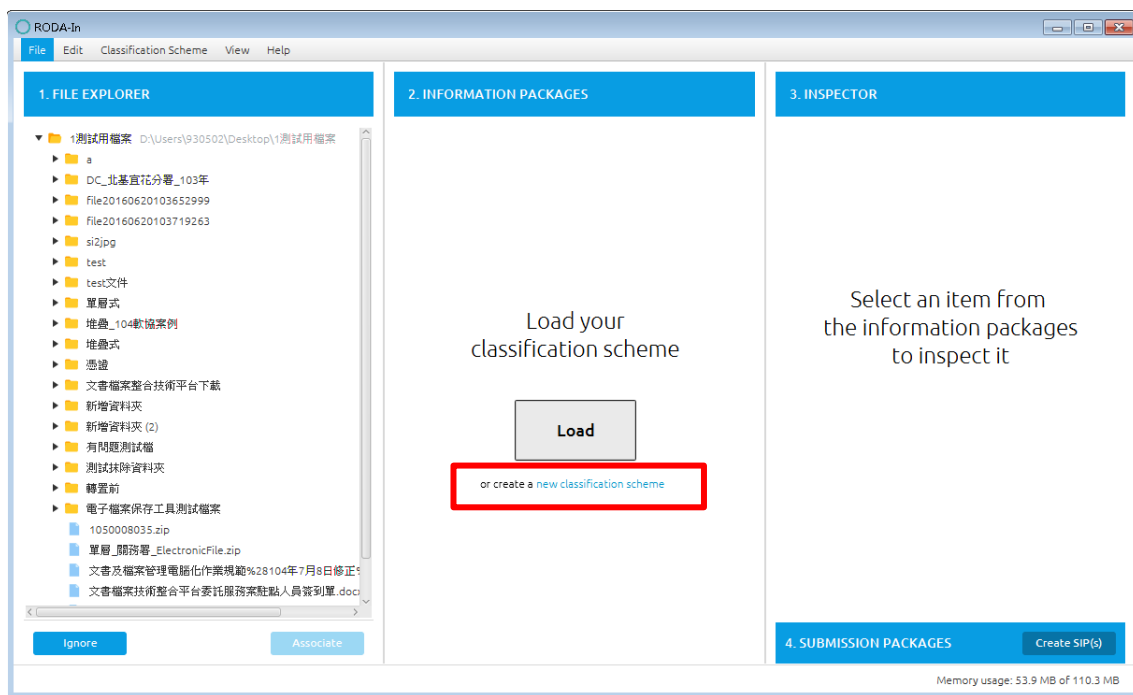 RODA-In
File Edit Classification Scheme View Help
1. FILE EXPLORER
1測試用檔案 D:\Users\930502\Desktop\1測試用檔案
a
DC_北基宜花分署_103年
file20160620103652999
file20160620103719263
si2jpg
test
test文件
單層式
堆疊_104軟協案例
堆疊式
憑證
文書檔案整合技術平台下載
新增資料夾
新增資料夾 (2)
有問題測試檔
測試抹除資料夾
轉置前
電子檔案保存工具測試檔案
1050008035.zip
單層_關務署_ElectronicFile.zip
文書及檔案管理電腦化作業規範%28104年7月8日修正%
文書檔案技術整合平台委託服務案駐點人員簽到單.doc
Ignore
Associate
2. INFORMATION PACKAGES
Load your
classification scheme
Load
or create a new classification scheme
3. INSPECTOR
Select an item from
the information packages
to inspect it
4. SUBMISSION PACKAGES
Create SIP(s)
Memory usage: 53.9 MB of 110.3 MB